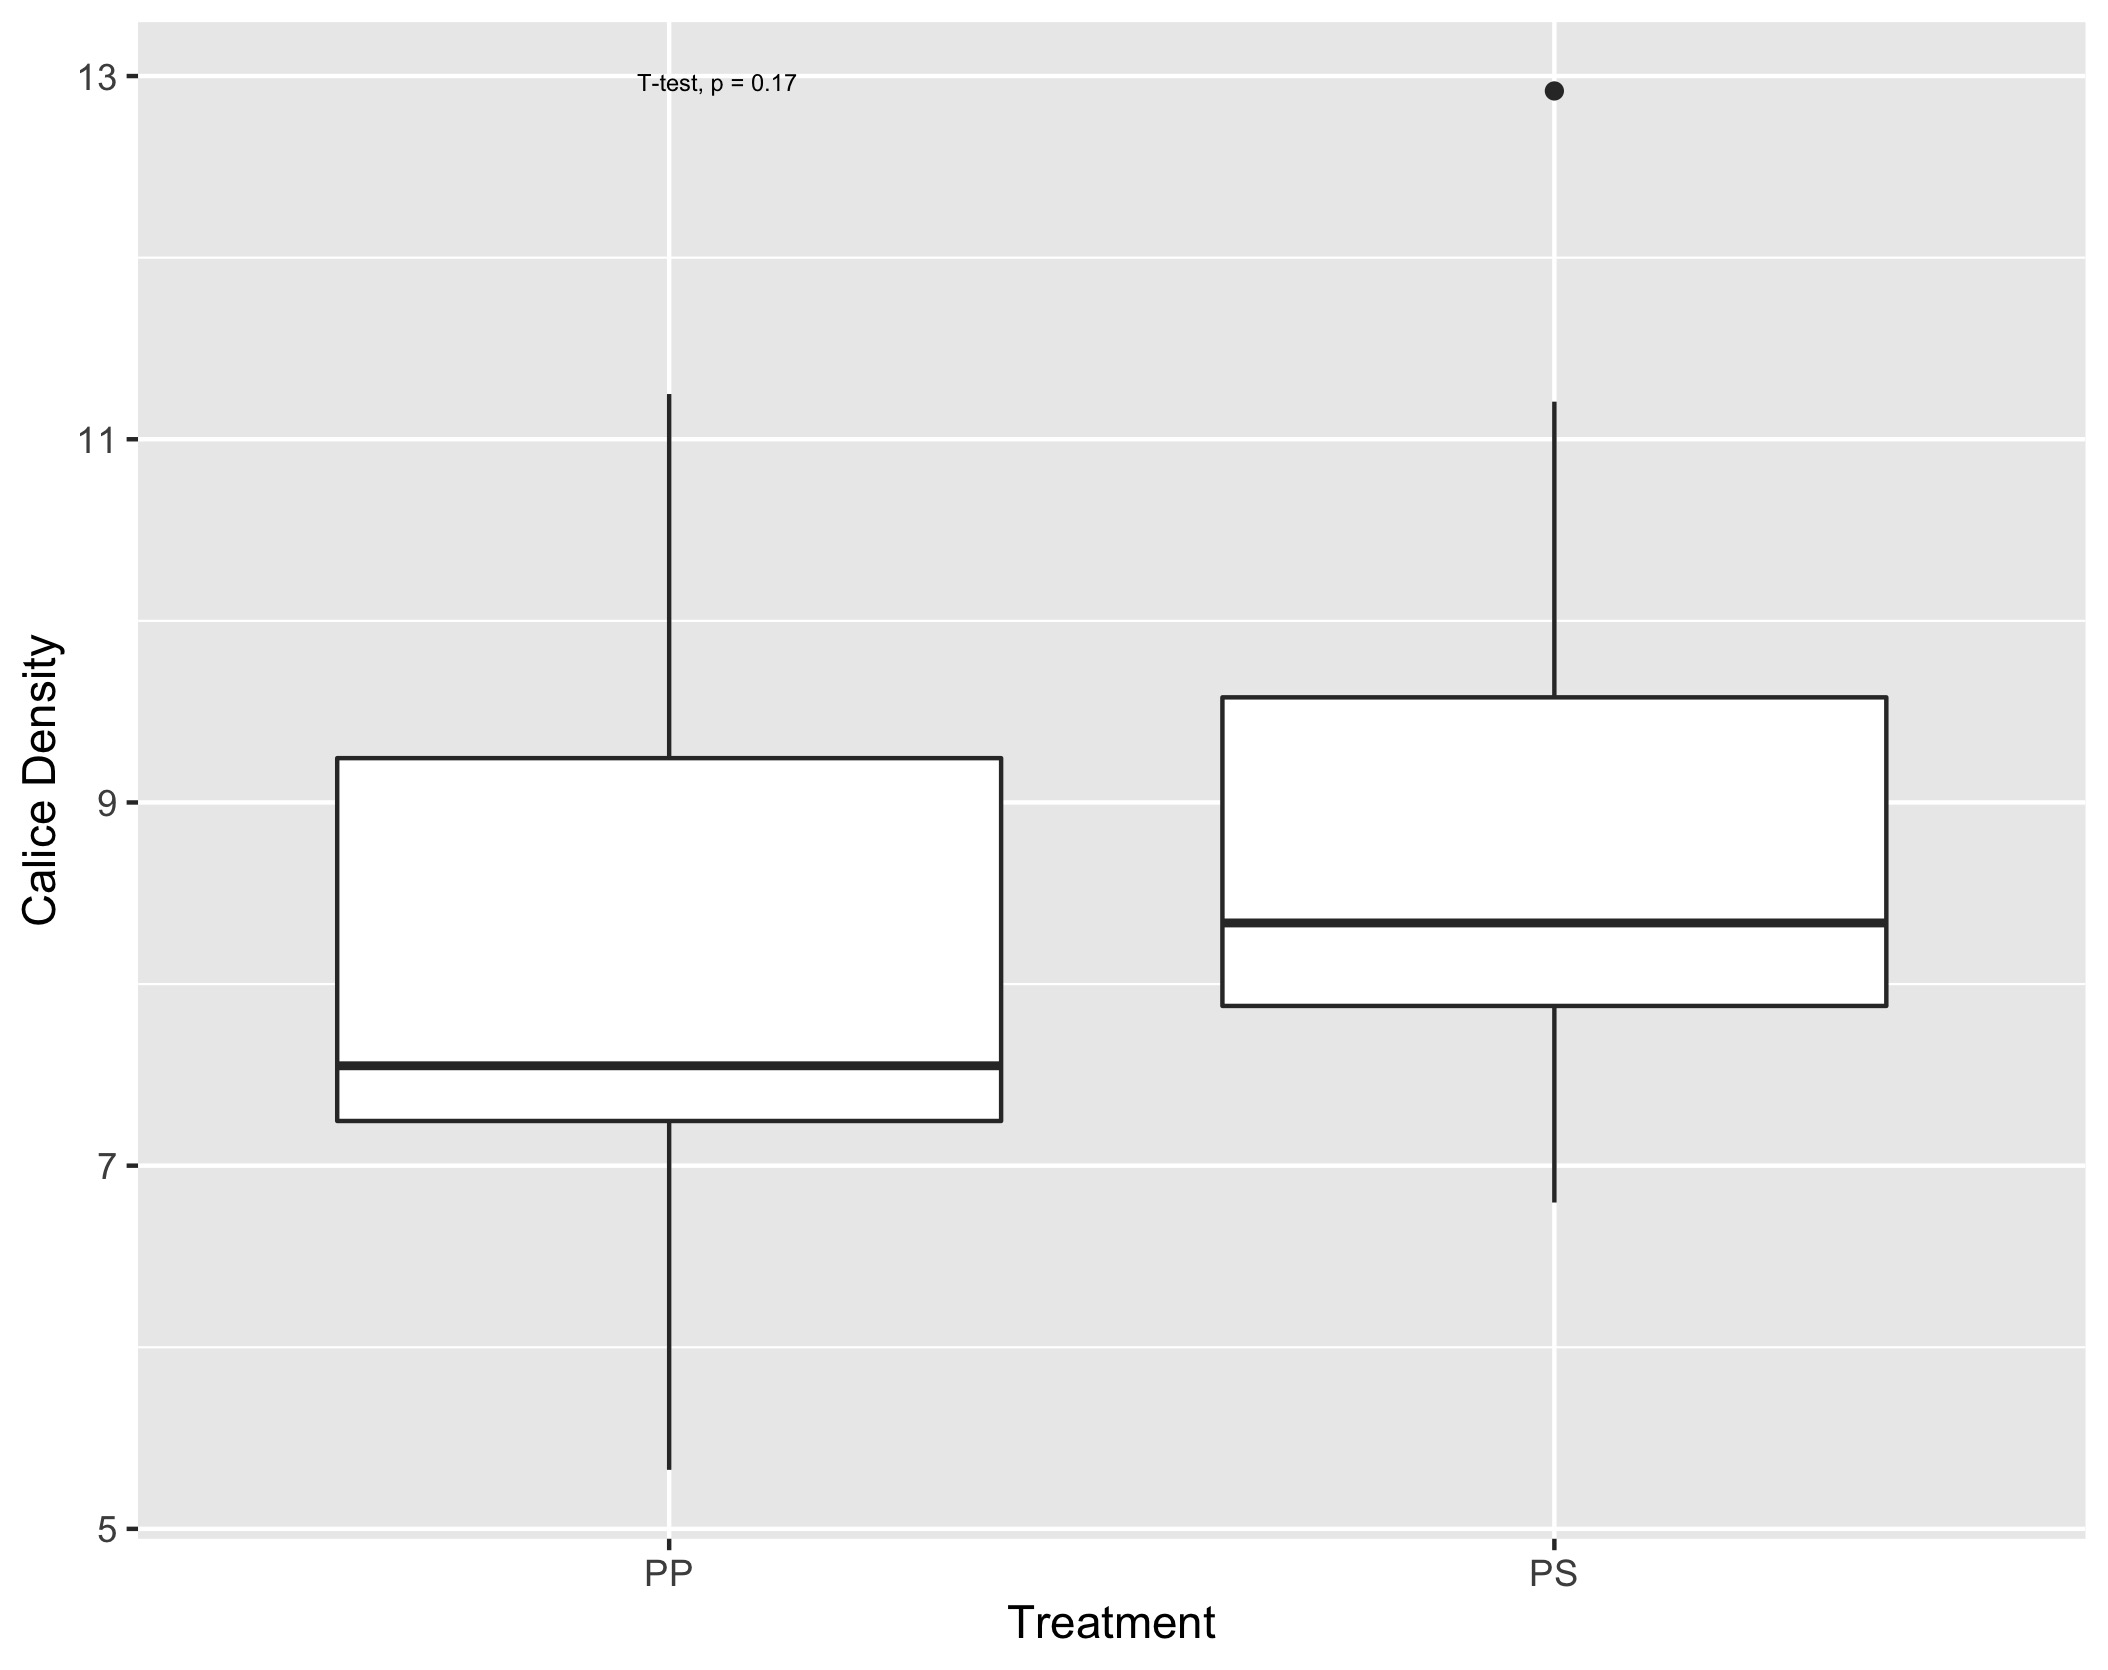 13
T-test, p = 0.17
11
9
7
5
Calice Density
PP
PS
Treatment